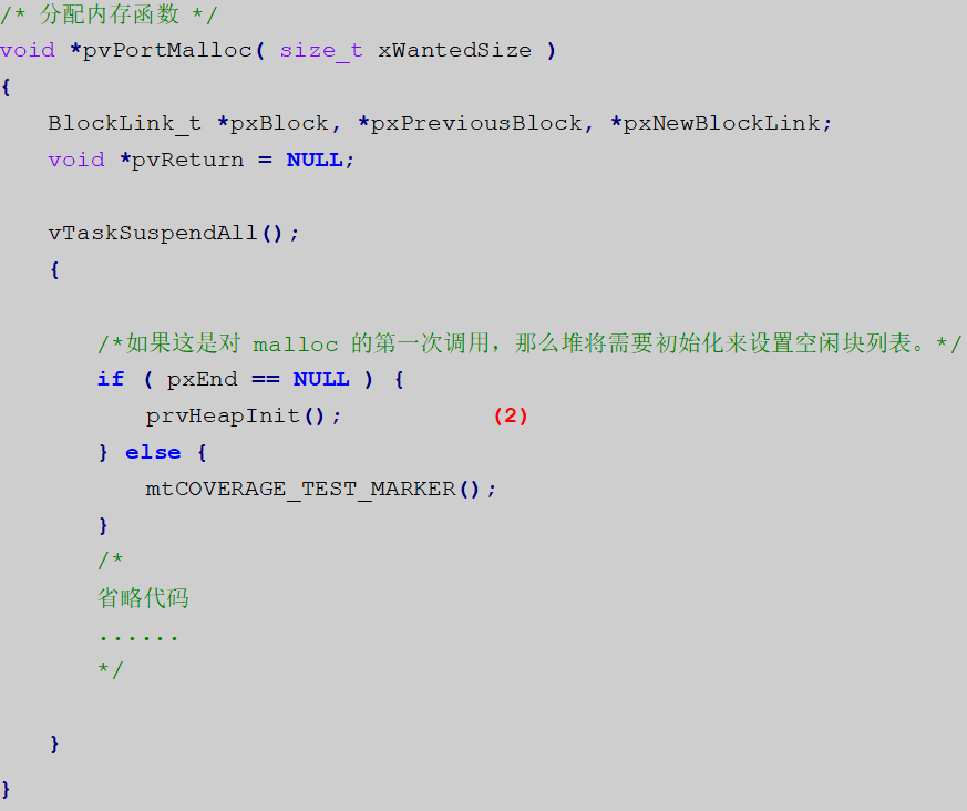 /* 分配内存函数 */
void *pvPortMalloc( size_t xWantedSize )
{
BlockLink_t *pxBlock, *pxPreviousBlock, *pxNewBlockLink;
void *pvReturn = NULL;
vTaskSuspendAll();
{
/*如果这是对 malloc 的第一次调用，那么堆将需要初始化来设置空闲块列表。*/
if ( pxEnd == NULL ) {
prvHeapInit(); (2)
} else {
mtCOVERAGE_TEST_MARKER();
}
/*
省略代码
......
*/
}
}